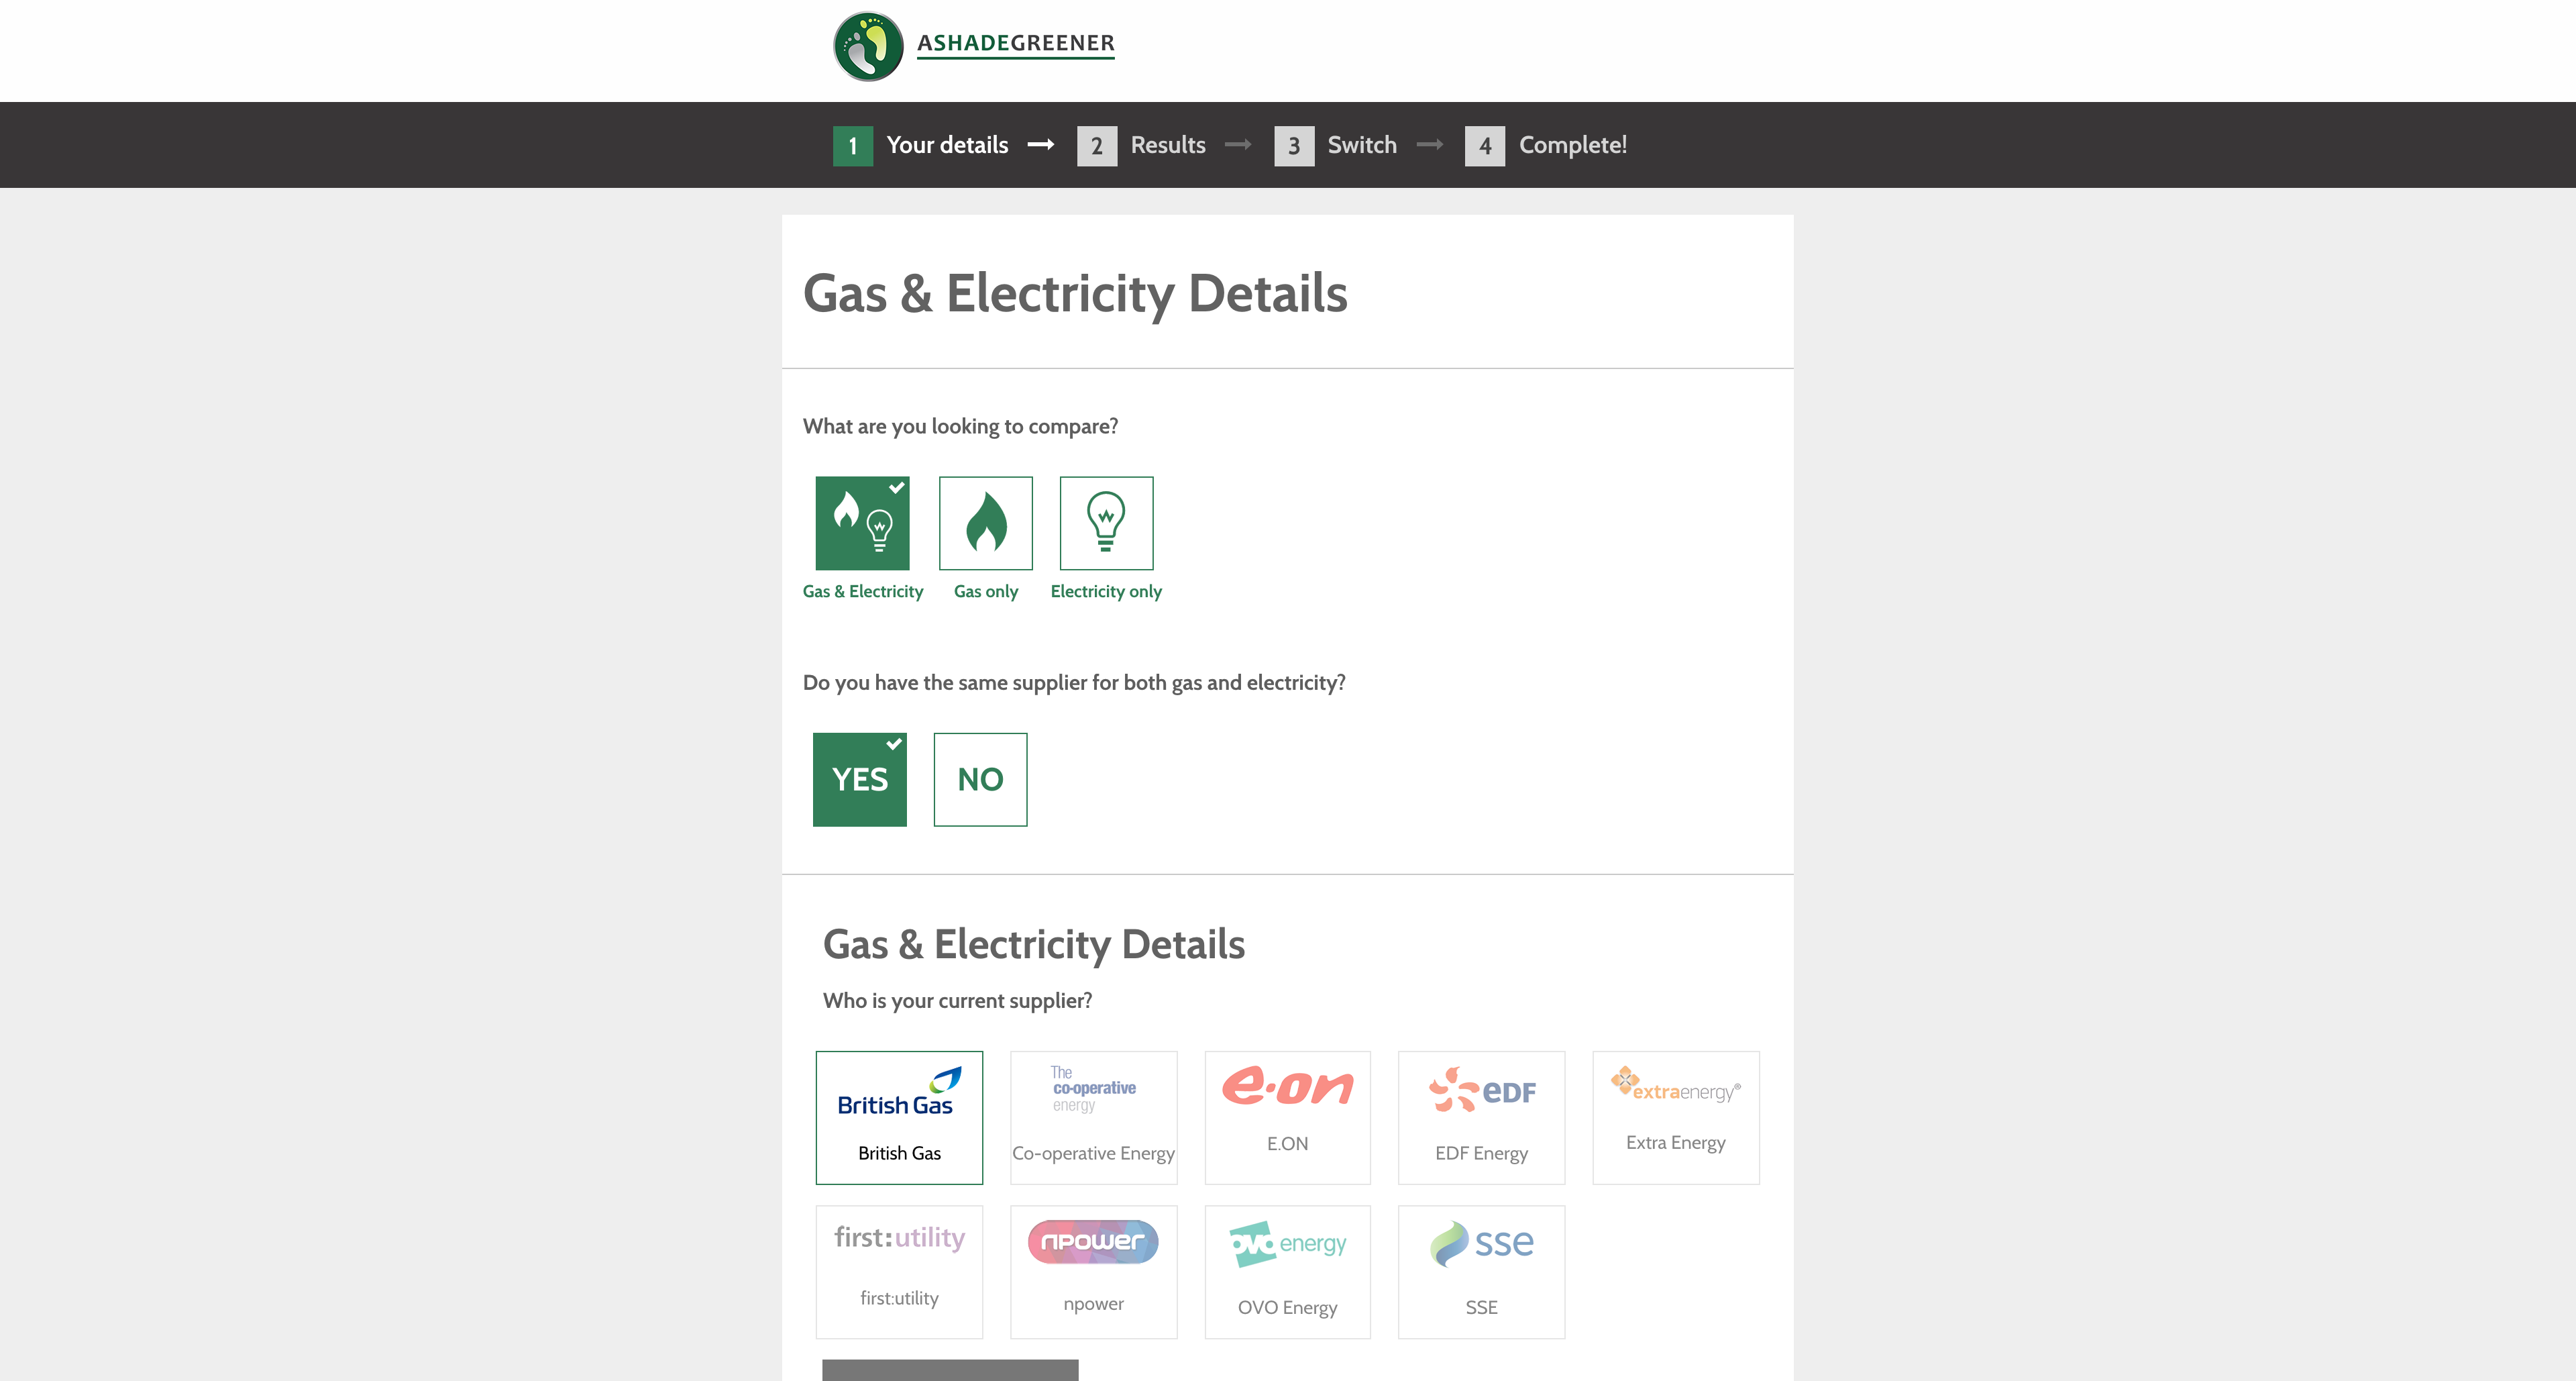 ASHADEGREENER
1 Your details 2 Results 3 Switch 4 Complete!
Gas & Electricity Details
What are you looking to compare?
Gas & Electricity Gas only Electricity only
Do you have the same supplier for both gas and electricity?
YES NO
Gas & Electricity Details
Who is your current supplier?
British Gas
British Gas
The
co-operative
energy
Co-operative Energy
e·on
E.ON
eDF
EDF Energy
extraenergy®
Extra Energy
first:utility
first:utility
npower
npower
ovo energy
OVO Energy
sse
SSE